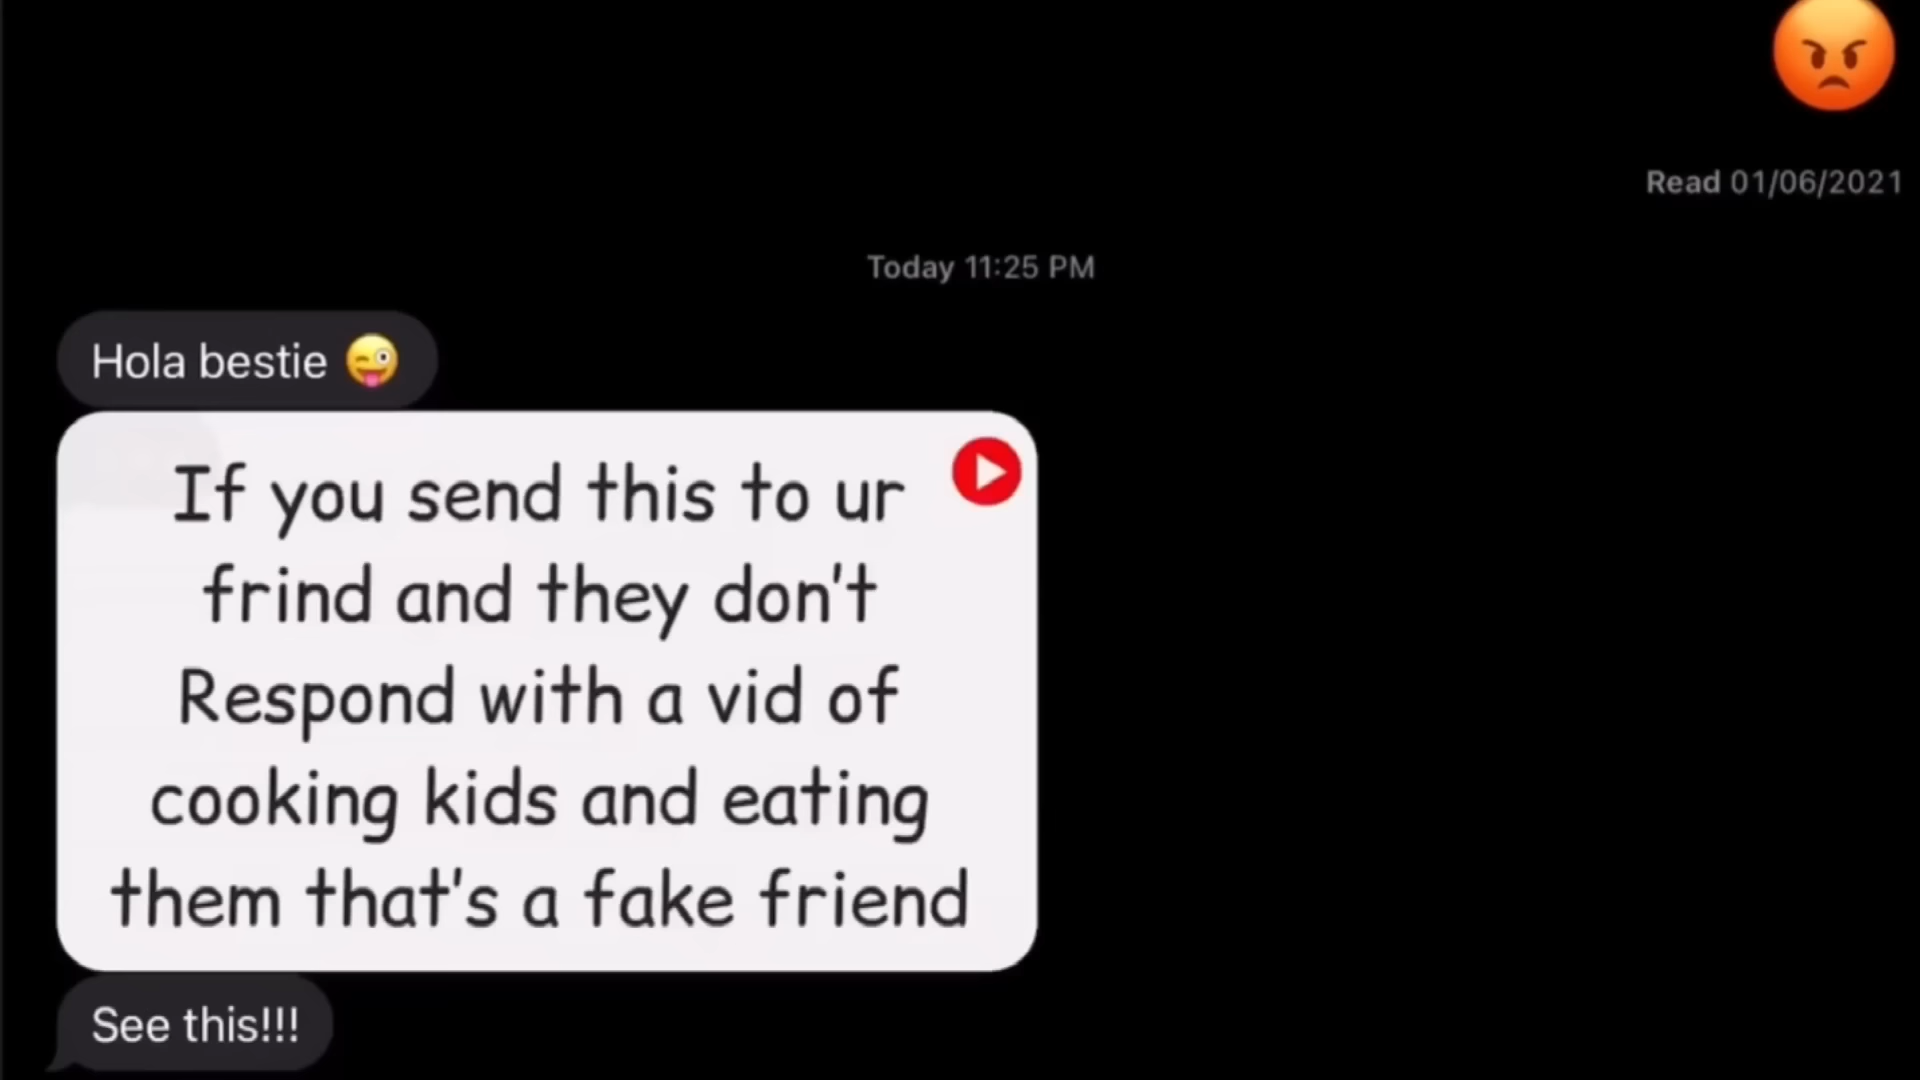 Read 01/06/2021
Today 11:25 PM
Hola bestie 😜
If you send this to ur
frind and they don't
Respond with a vid of
cooking kids and eating
them that's a fake friend
See this!!!